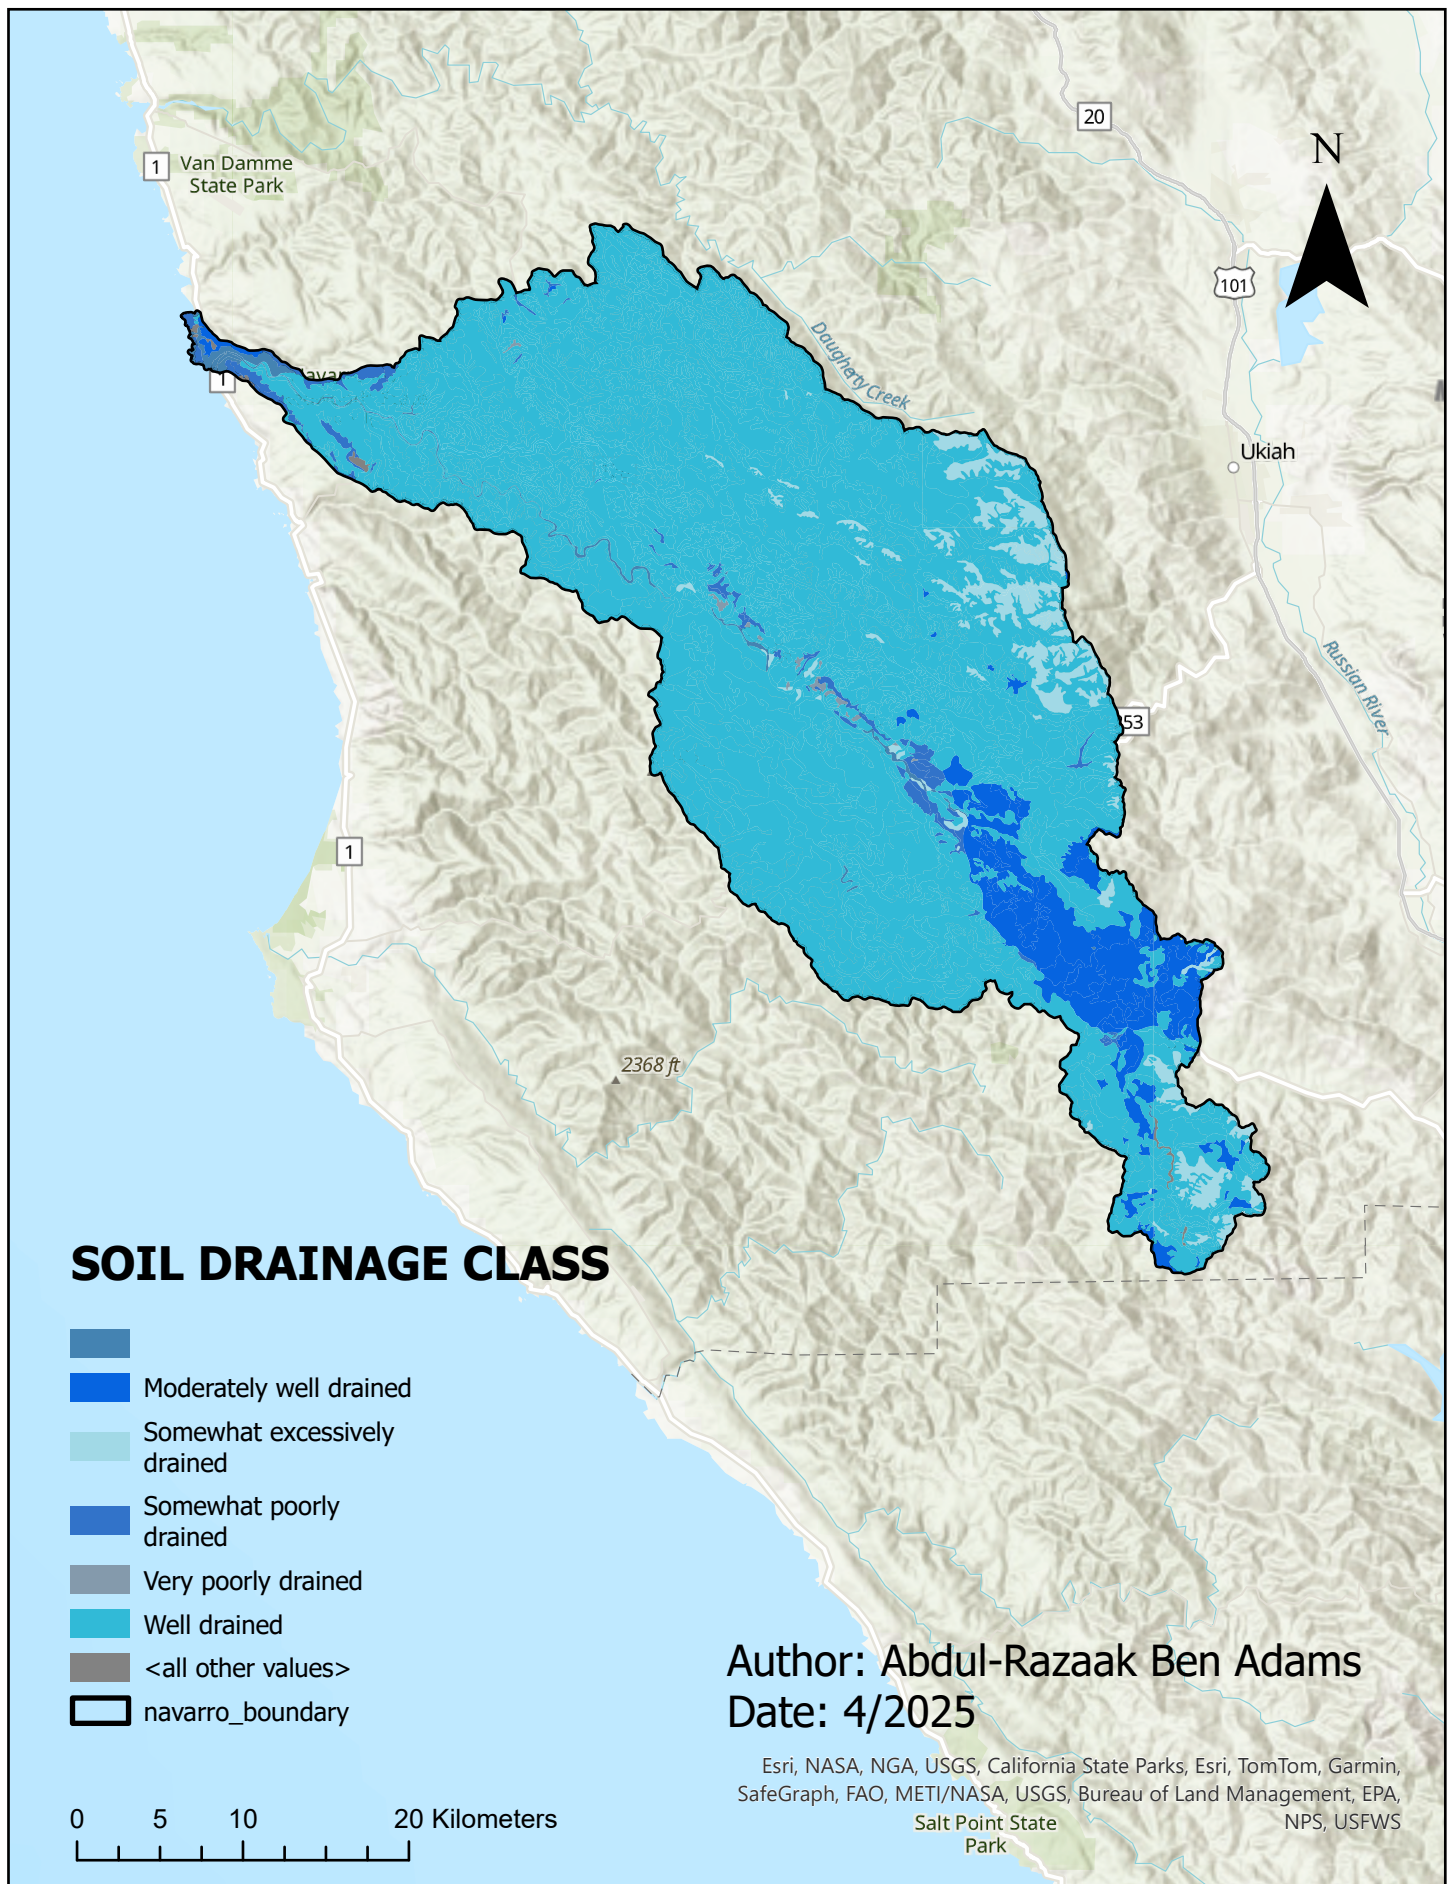 20
N
1
Van Damme
State Park
101
Daugherty Creek
1
Ukiah
Russian River
53
1
2368 ft
SOIL DRAINAGE CLASS
Moderately well drained
Somewhat excessively
drained
Somewhat poorly
drained
Very poorly drained
Well drained
<all other values>
navarro_boundary
Author: Abdul-Razaak Ben Adams
Date: 4/2025
Esri, NASA, NGA, USGS, California State Parks, Esri, TomTom, Garmin,
SafeGraph, FAO, METI/NASA, USGS, Bureau of Land Management, EPA,
NPS, USFWS
Salt Point State
Park
0 5 10 20 Kilometers